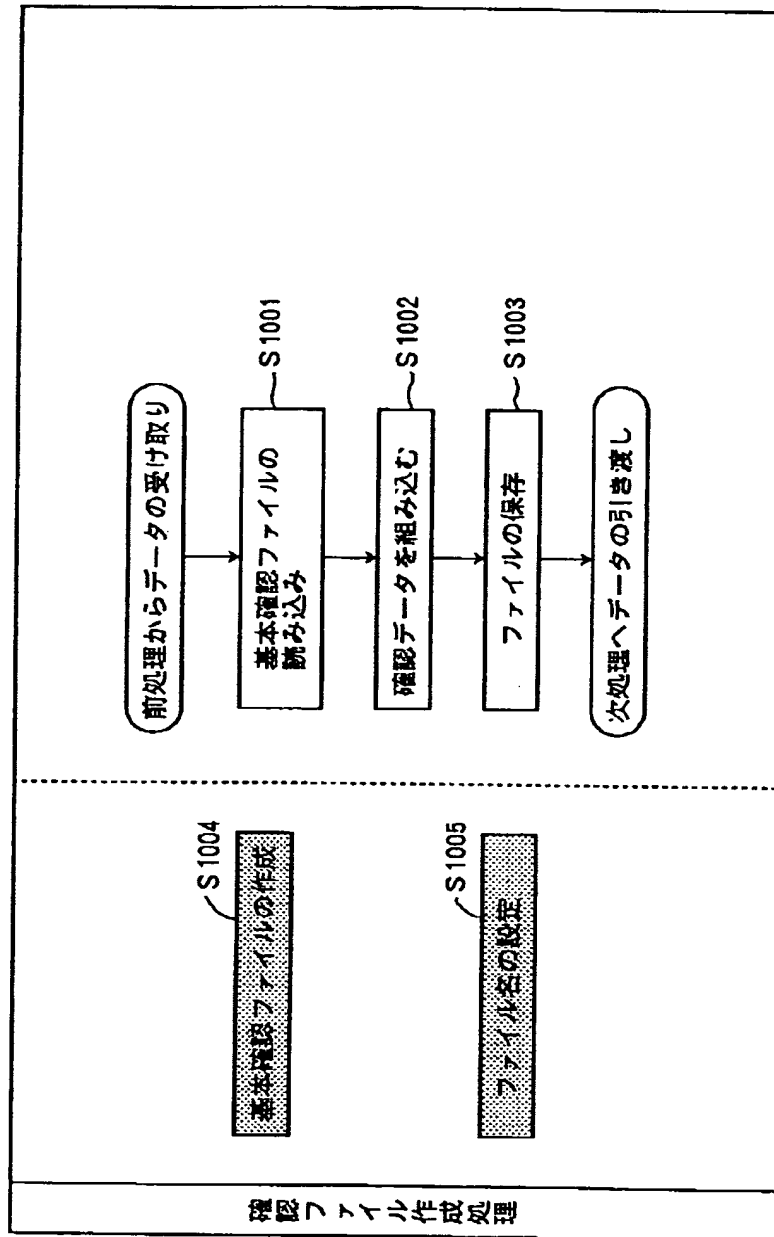 確認ファイル作成処理
基本確認ファイルの作成
S1004
ファイル名の設定
S1005
前処理からデータの受け取り
基本確認ファイルの
読み込み
S1001
確認データを組み込む
S1002
ファイルの保存
S1003
次処理へデータの引き渡し